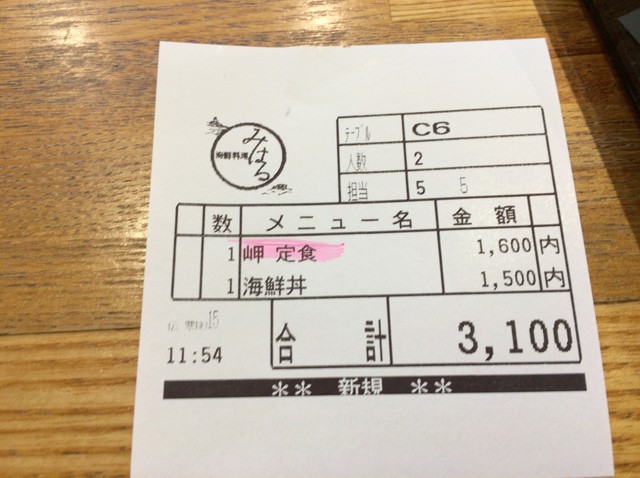 海鮮料理
みはる
テーブル C6
人数 2
担当 5 5
数 メニュー名 金額
1 岬 定食 1,600 内
1 海鮮丼 1,500 内
15
11:54
合計 3,100
** 新規 **